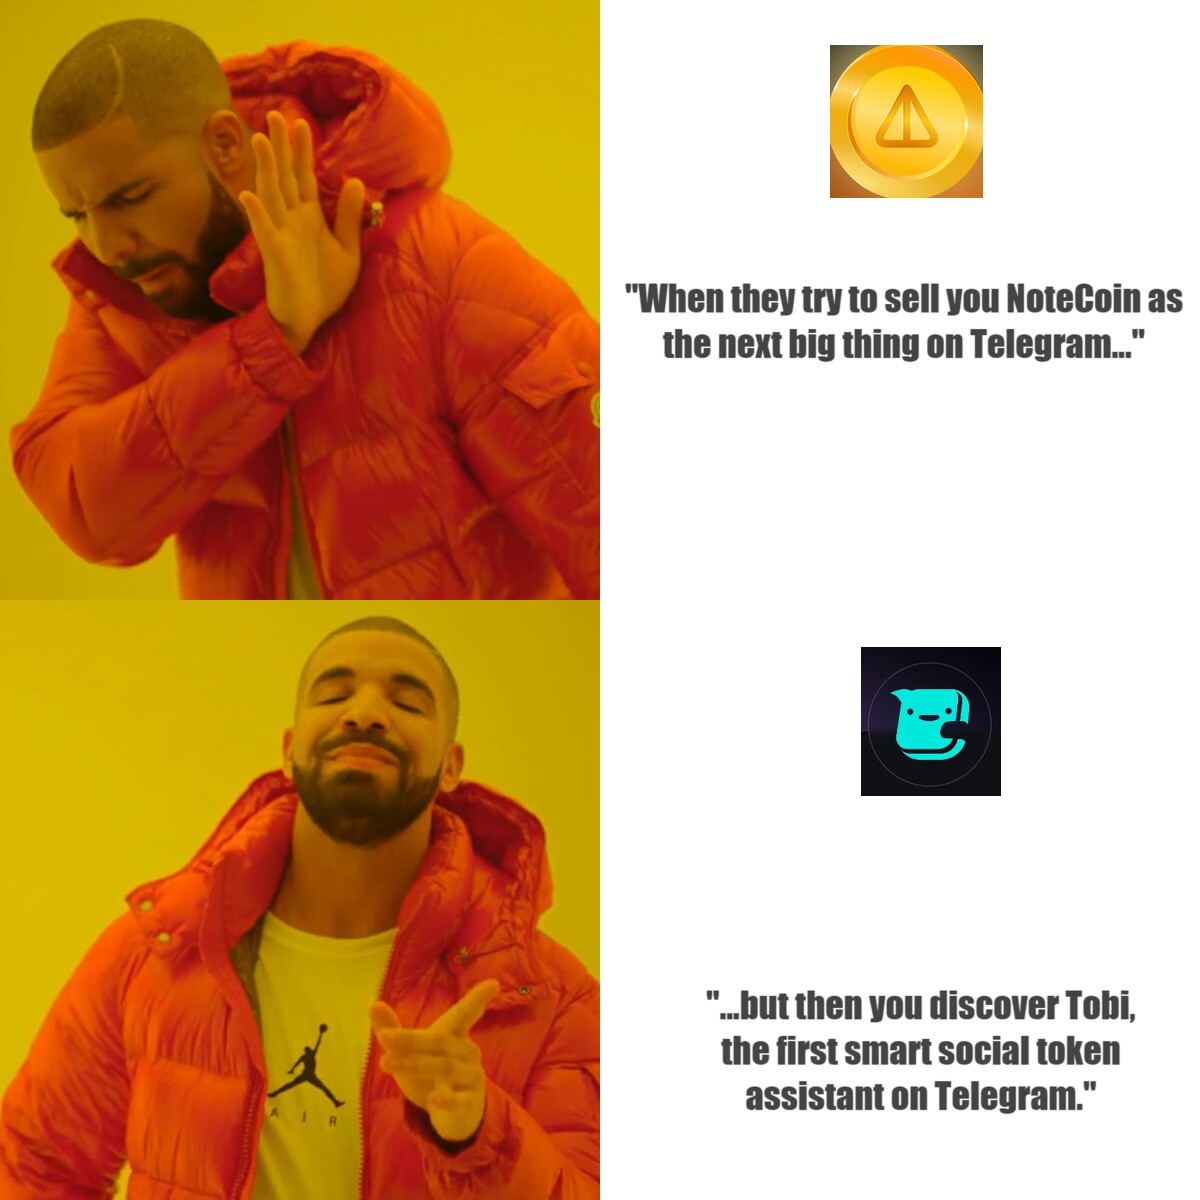 "When they try to sell you NoteCoin as
the next big thing on Telegram..."
AIR
"...but then you discover Tobi,
the first smart social token
assistant on Telegram."